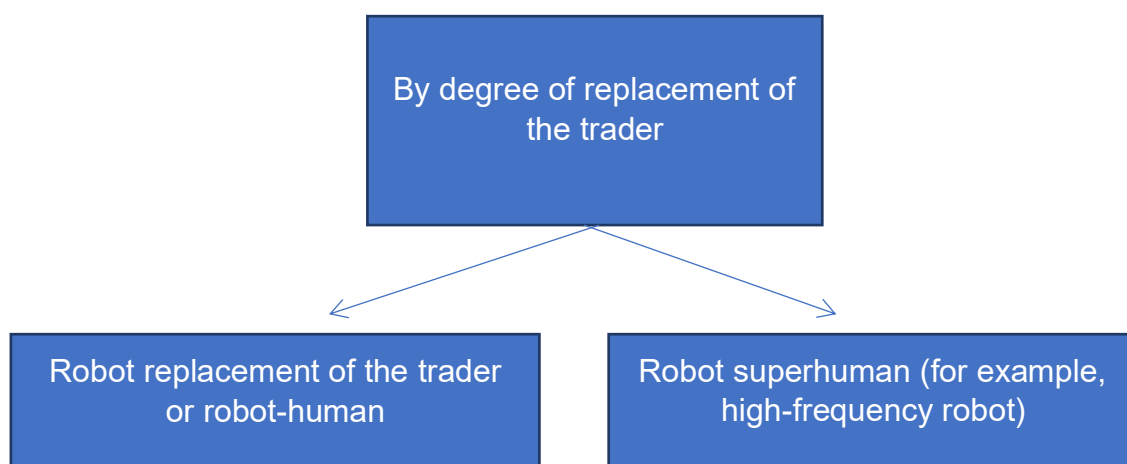 By degree of replacement of
the trader
Robot replacement of the trader
or robot-human
Robot superhuman (for example,
high-frequency robot)